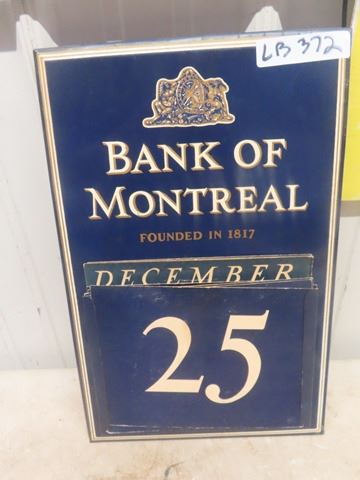 LB 372
BANK OF
MONTREAL
FOUNDED IN 1817
DECEMBER
25